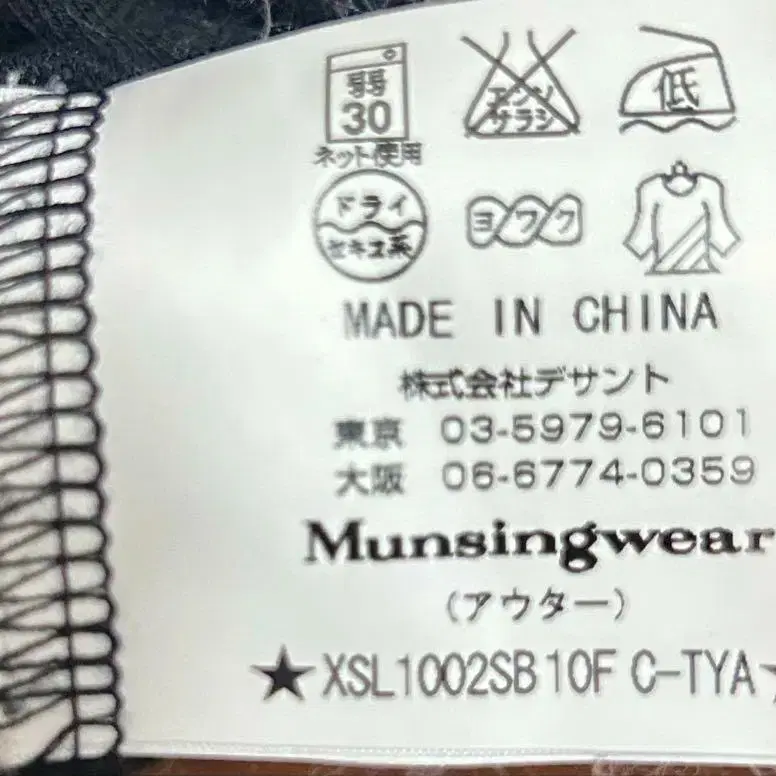 弱
30
ネット使用
エンソ
サラシ
低
ドライ
セキユ系
ヨワク
MADE IN CHINA
株式会社デサント
東京 03-5979-6101
大阪 06-6774-0359
Munsingwear
(アウター)
★XSL1002SB10F C-TYA★